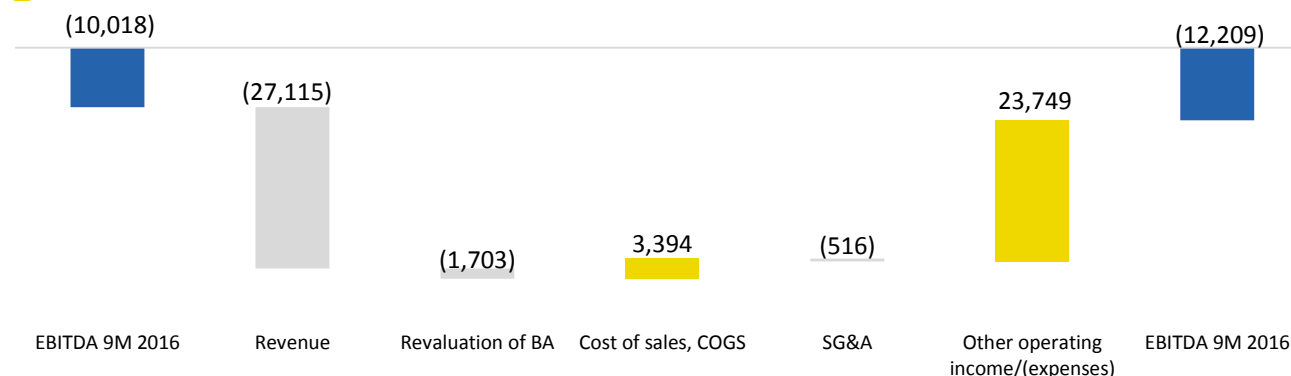 (10,018)
(27,115)
(1,703)
3,394
(516)
23,749
(12,209)
EBITDA 9M 2016
Revenue
Revaluation of BA
Cost of sales, COGS
SG&A
Other operating
income/(expenses)
EBITDA 9M 2016